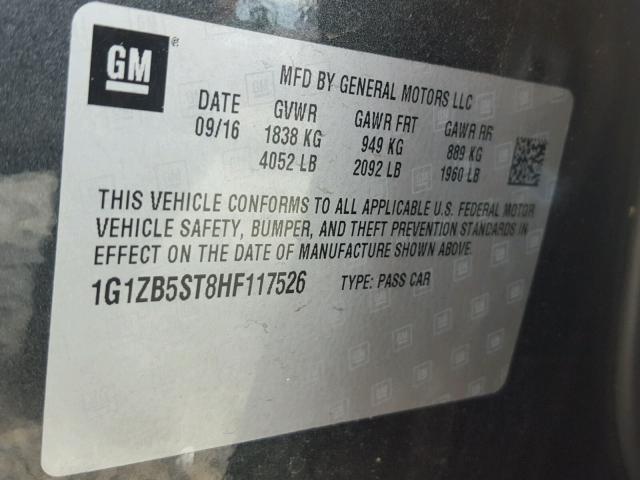 GM
MFD BY GENERAL MOTORS LLC
DATE GVWR GAWR FRT GAWR RR
09/16 1838 KG 949 KG 889 KG
4052 LB 2092 LB 1960 LB
THIS VEHICLE CONFORMS TO ALL APPLICABLE U.S. FEDERAL MOTOR
VEHICLE SAFETY, BUMPER, AND THEFT PREVENTION STANDARDS IN
EFFECT ON THE DATE OF MANUFACTURE SHOWN ABOVE.
1G1ZB5ST8HF117526 TYPE: PASS CAR